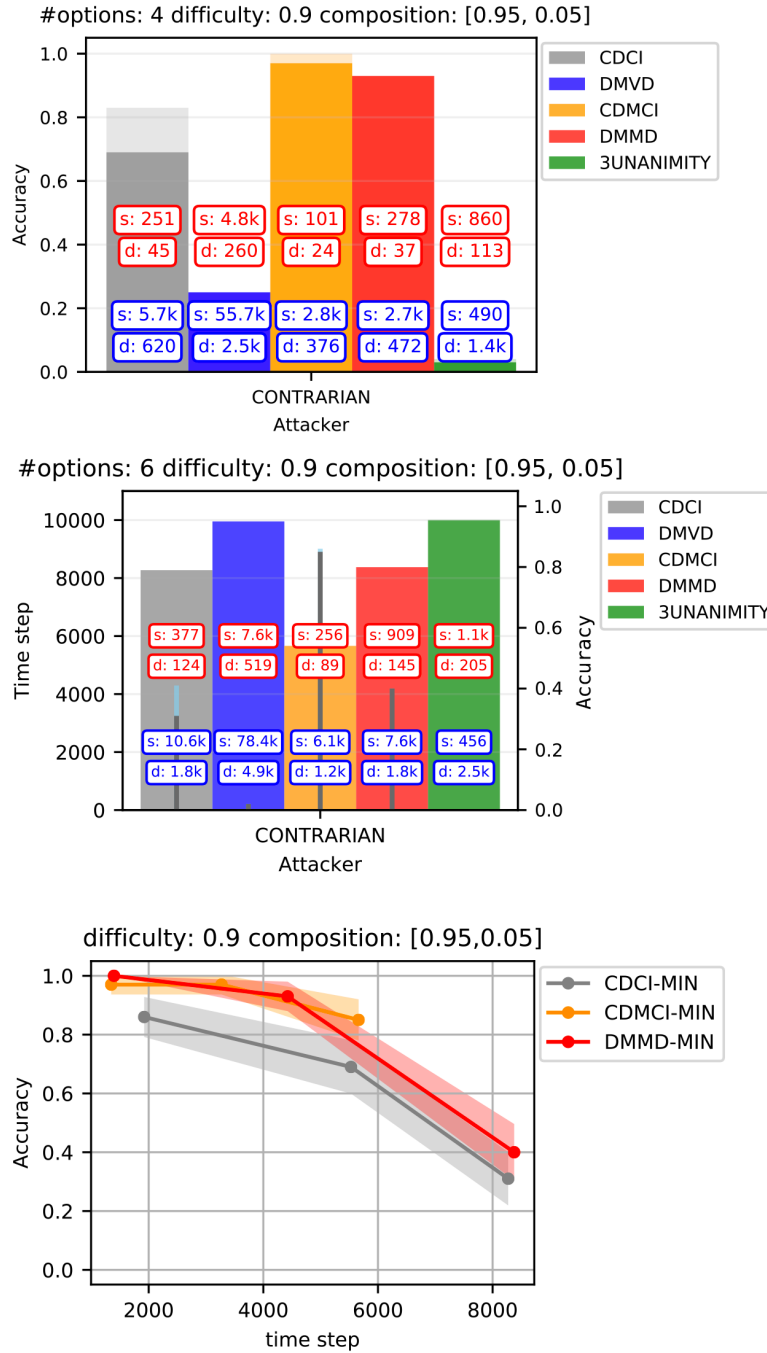 #options: 4 difficulty: 0.9 composition: [0.95, 0.05]
1.0
0.8
0.6
0.4
0.2
0.0
Accuracy
CDCI
DMVD
CDMCI
DMMD
3UNANIMITY
s: 251 s: 4.8k s: 101 s: 278 s: 860
d: 45 d: 260 d: 24 d: 37 d: 113
s: 5.7k s: 55.7k s: 2.8k s: 2.7k s: 490
d: 620 d: 2.5k d: 376 d: 472 d: 1.4k
CONTRARIAN
Attacker
#options: 6 difficulty: 0.9 composition: [0.95, 0.05]
10000
8000
6000
4000
2000
0
Time step
1.0
0.8
0.6
0.4
0.2
0.0
Accuracy
CDCI
DMVD
CDMCI
DMMD
3UNANIMITY
s: 377 s: 7.6k s: 256 s: 909 s: 1.1k
d: 124 d: 519 d: 89 d: 145 d: 205
s: 10.6k s: 78.4k s: 6.1k s: 7.6k s: 456
d: 1.8k d: 4.9k d: 1.2k d: 1.8k d: 2.5k
CONTRARIAN
Attacker
difficulty: 0.9 composition: [0.95,0.05]
1.0
0.8
0.6
0.4
0.2
0.0
Accuracy
CDCI-MIN
CDMCI-MIN
DMMD-MIN
2000 4000 6000 8000
time step